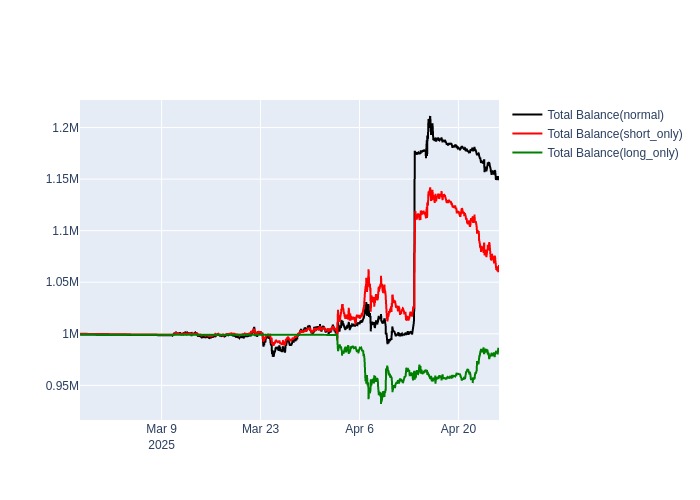 Total Balance(normal)
Total Balance(short_only)
Total Balance(long_only)
1.2M
1.15M
1.1M
1.05M
1M
0.95M
Mar 9
2025
Mar 23
Apr 6
Apr 20